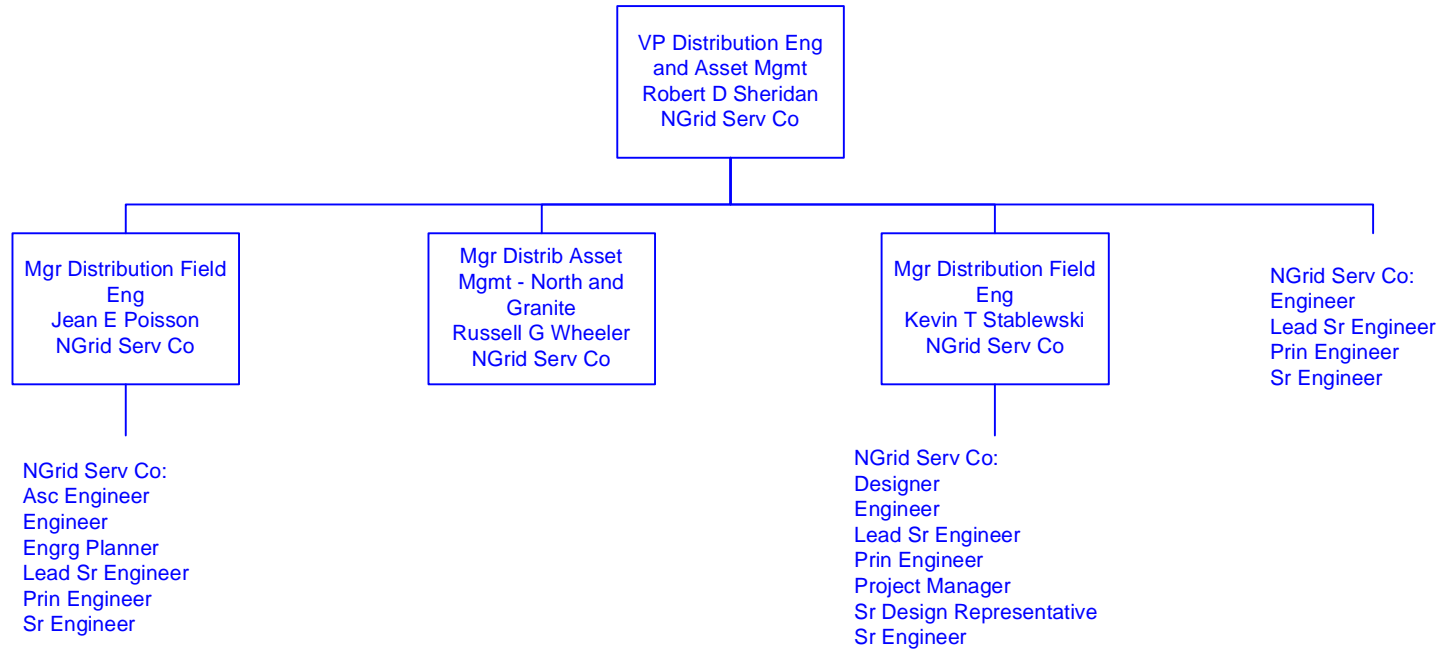 VP Distribution Eng
and Asset Mgmt
Robert D Sheridan
NGrid Serv Co
Mgr Distribution Field
Eng
Jean E Poisson
NGrid Serv Co
Mgr Distrib Asset
Mgmt - North and
Granite
Russell G Wheeler
NGrid Serv Co
Mgr Distribution Field
Eng
Kevin T Stablewski
NGrid Serv Co
NGrid Serv Co:
Engineer
Lead Sr Engineer
Prin Engineer
Sr Engineer
NGrid Serv Co:
Asc Engineer
Engineer
Engrg Planner
Lead Sr Engineer
Prin Engineer
Sr Engineer
NGrid Serv Co:
Designer
Engineer
Lead Sr Engineer
Prin Engineer
Project Manager
Sr Design Representative
Sr Engineer